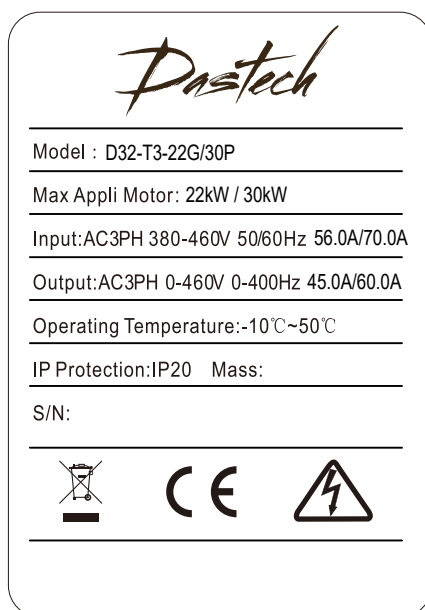 Dastech
Model : D32-T3-22G/30P
Max Appli Motor: 22kW / 30kW
Input:AC3PH 380-460V 50/60Hz 56.0A/70.0A
Output:AC3PH 0-460V 0-400Hz 45.0A/60.0A
Operating Temperature:-10℃~50℃
IP Protection:IP20 Mass:
S/N:
CE